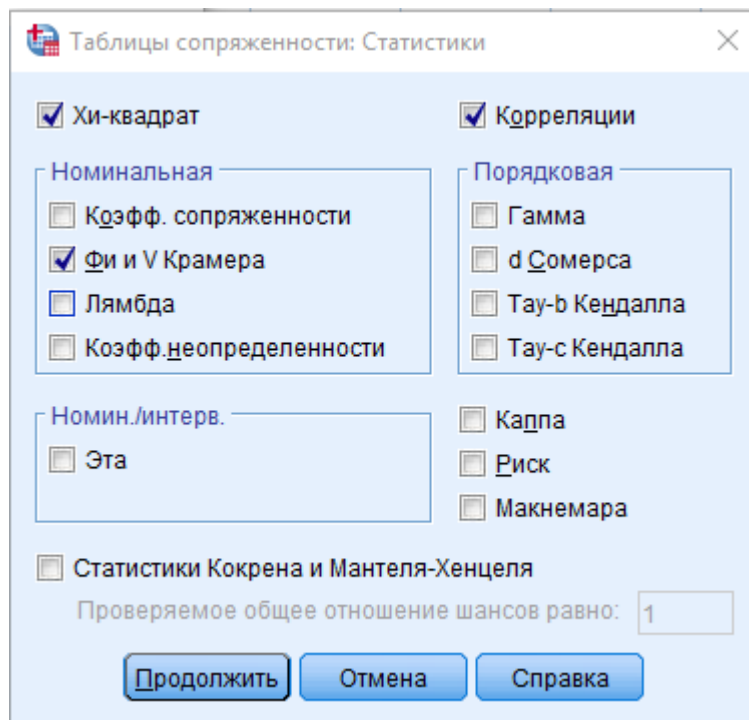 Таблицы сопряженности: Статистики
Хи-квадрат
Корреляции
Номинальная
Коэфф. сопряженности
Фи и V Крамера
Лямбда
Коэфф.неопределенности
Порядковая
Гамма
d Сомерса
Тау-b Кендалла
Тау-c Кендалла
Номин./интерв.
Эта
Каппа
Риск
Макнемара
Статистики Кокрена и Мантеля-Хенцеля
Проверяемое общее отношение шансов равно: 1
Продолжить Отмена Справка